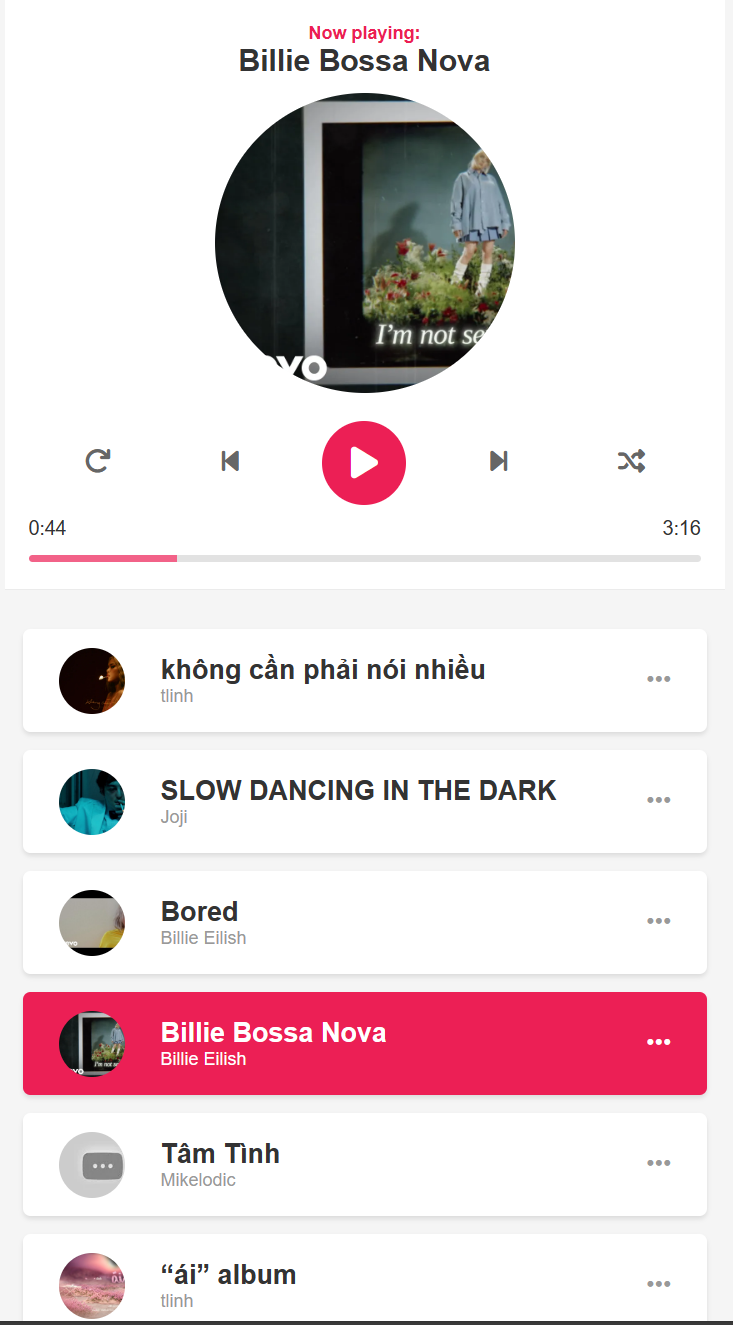 Now playing:
Billie Bossa Nova
I'm not se
vo
0:44
3:16
không cần phải nói nhiều
tlinh
SLOW DANCING IN THE DARK
Joji
Bored
Billie Eilish
Billie Bossa Nova
Billie Eilish
Tâm Tình
Mikelodic
“ái” album
tlinh